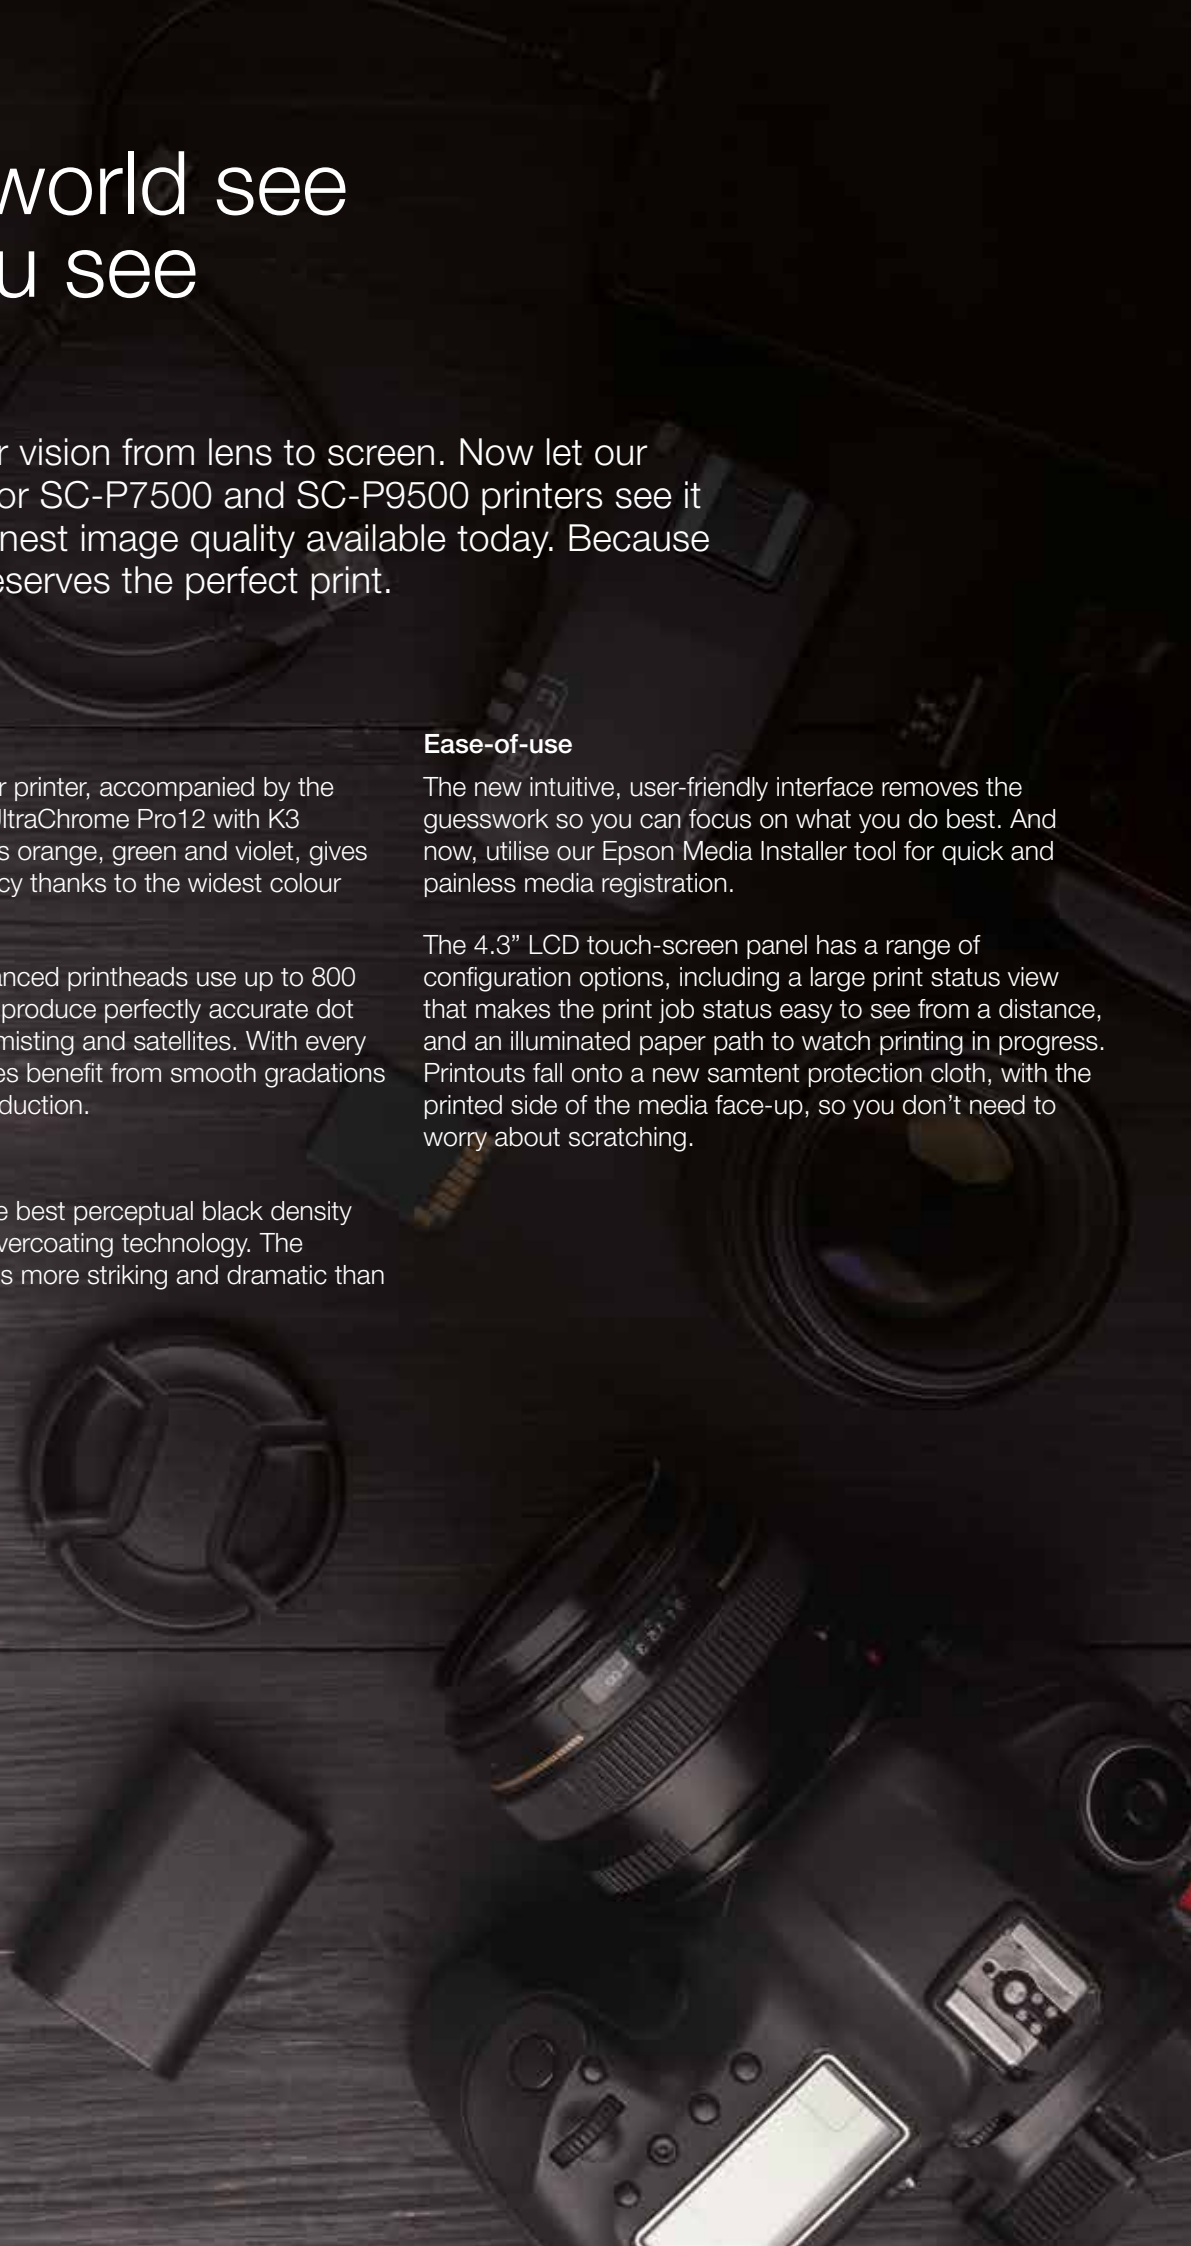 world see
u see
r vision from lens to screen. Now let our
or SC-P7500 and SC-P9500 printers see it
nest image quality available today. Because
eserves the perfect print.
r printer, accompanied by the
UltraChrome Pro12 with K3
s orange, green and violet, gives
cy thanks to the widest colour
anced printheads use up to 800
produce perfectly accurate dot
misting and satellites. With every
es benefit from smooth gradations
duction.
e best perceptual black density
vercoating technology. The
s more striking and dramatic than
Ease-of-use
The new intuitive, user-friendly interface removes the
guesswork so you can focus on what you do best. And
now, utilise our Epson Media Installer tool for quick and
painless media registration.
The 4.3” LCD touch-screen panel has a range of
configuration options, including a large print status view
that makes the print job status easy to see from a distance,
and an illuminated paper path to watch printing in progress.
Printouts fall onto a new samtent protection cloth, with the
printed side of the media face-up, so you don’t need to
worry about scratching.